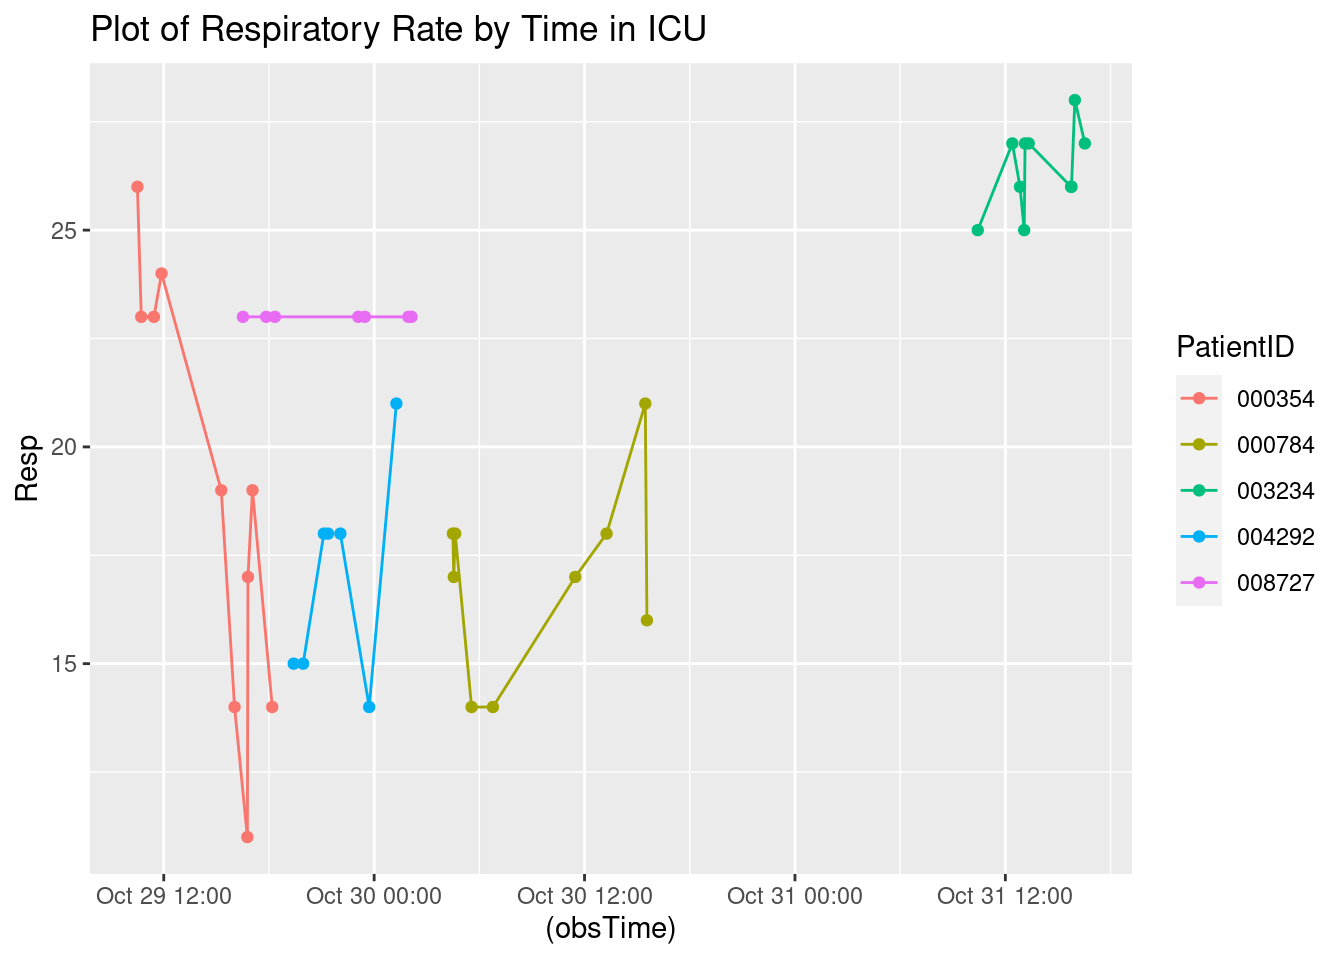 Plot of Respiratory Rate by Time in ICU
Resp
25
20
15
Oct 29 12:00
Oct 30 00:00
Oct 30 12:00
Oct 31 00:00
Oct 31 12:00
(obsTime)
PatientID
000354
000784
003234
004292
008727